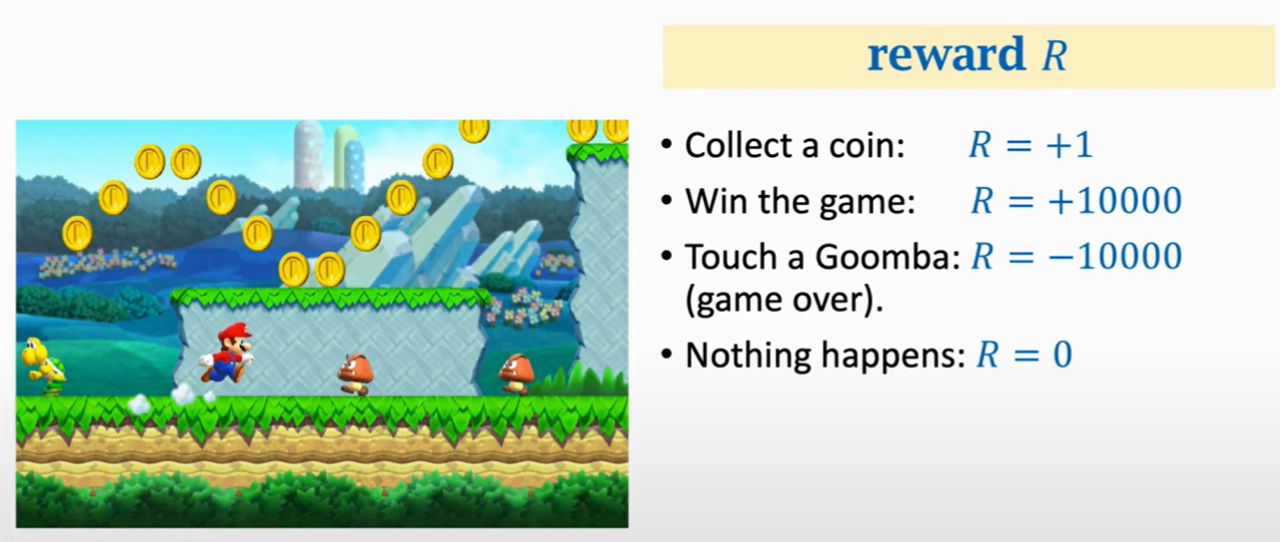 reward R
• Collect a coin: R = +1
• Win the game: R = +10000
• Touch a Goomba: R = −10000
(game over).
• Nothing happens: R = 0